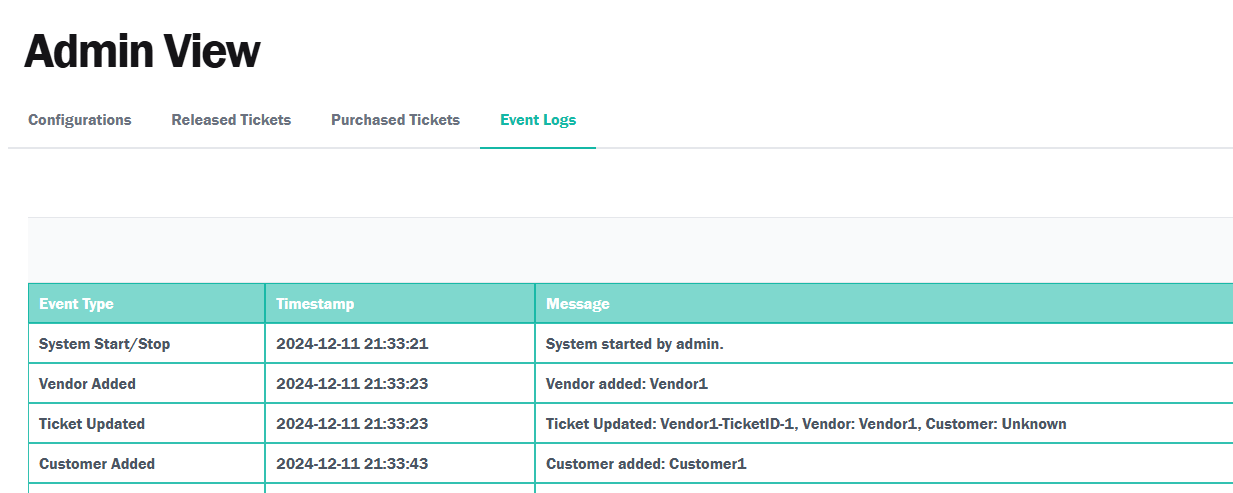 Admin View
Configurations Released Tickets Purchased Tickets Event Logs
Event Type Timestamp Message
System Start/Stop 2024-12-11 21:33:21 System started by admin.
Vendor Added 2024-12-11 21:33:23 Vendor added: Vendor1
Ticket Updated 2024-12-11 21:33:23 Ticket Updated: Vendor1-TicketID-1, Vendor: Vendor1, Customer: Unknown
Customer Added 2024-12-11 21:33:43 Customer added: Customer1